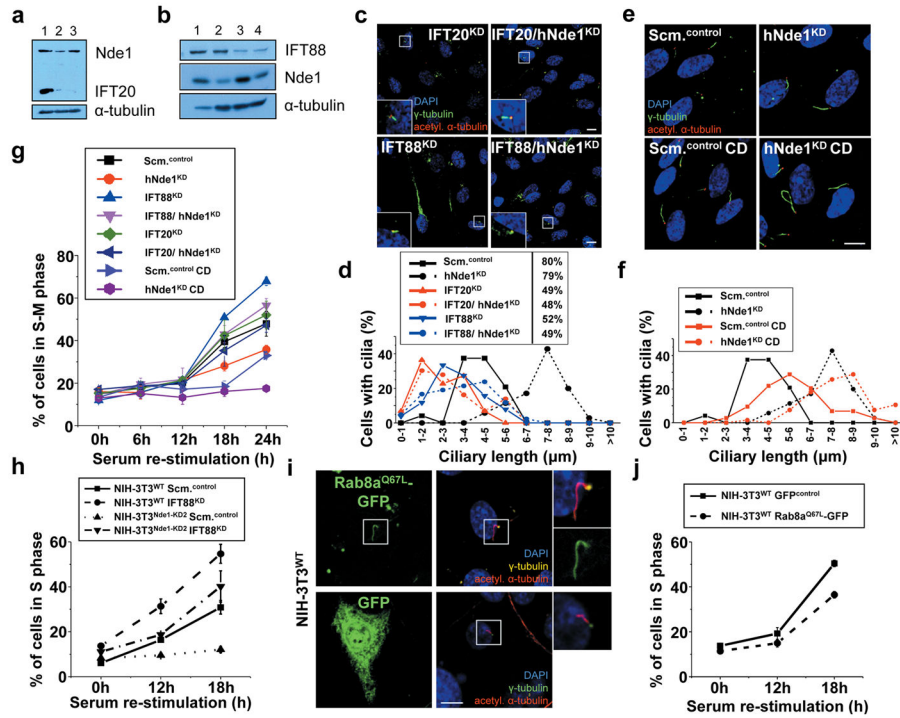 a
1 2 3
Nde1
IFT20
α-tubulin
b
1 2 3 4
IFT88
Nde1
α-tubulin
c
IFT20KD
IFT20/hNde1KD
DAPI
γ-tubulin
acetyl. α-tubulin
IFT88KD
IFT88/hNde1KD
e
Scm.control
hNde1KD
DAPI
γ-tubulin
acetyl. α-tubulin
Scm.control CD
hNde1KD CD
g
Scm.control
hNde1KD
IFT88KD
IFT88/ hNde1KD
IFT20KD
IFT20/ hNde1KD
Scm.control CD
hNde1KD CD
% of cells in S-M phase
80
60
40
20
0
0h 6h 12h 18h 24h
Serum re-stimulation (h)
d
Scm.control 80%
hNde1KD 79%
IFT20KD 49%
IFT20/ hNde1KD 48%
IFT88KD 52%
IFT88/ hNde1KD 49%
Cells with cilia (%)
40
20
0
0-1 1-2 2-3 3-4 4-5 5-6 6-7 7-8 8-9 9-10 >10
Ciliary length (µm)
f
Scm.control
hNde1KD
Scm.control CD
hNde1KD CD
Cells with cilia (%)
40
20
0
0-1 1-2 2-3 3-4 4-5 5-6 6-7 7-8 8-9 9-10 >10
Ciliary length (µm)
h
NIH-3T3WT Scm.control
NIH-3T3WT IFT88KD
NIH-3T3Nde1-KD2 Scm.control
NIH-3T3Nde1-KD2 IFT88KD
% of cells in S phase
60
40
20
0
0h 12h 18h
Serum re-stimulation (h)
i
NIH-3T3WT
Rab8aQ67L-
GFP
DAPI
γ-tubulin
acetyl. α-tubulin
GFP
DAPI
γ-tubulin
acetyl. α-tubulin
j
NIH-3T3WT GFPcontrol
NIH-3T3WT Rab8aQ67L-GFP
% of cells in S phase
60
40
20
0
0h 12h 18h
Serum re-stimulation (h)